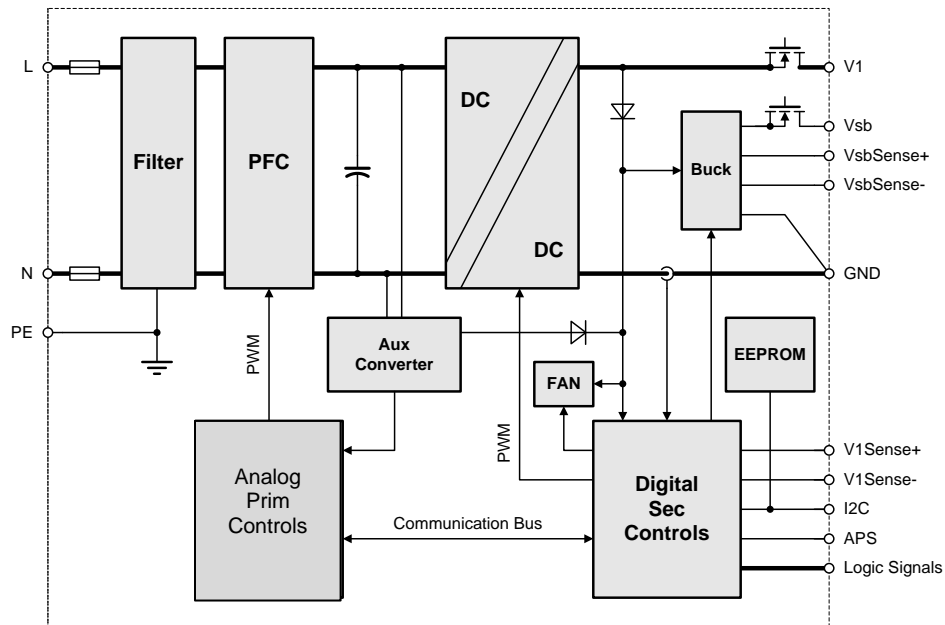 L
Filter
PFC
DC
DC
V1
Vsb
VsbSense+
VsbSense-
Buck
N
GND
PE
PWM
Aux
Converter
EEPROM
FAN
PWM
Analog
Prim
Controls
Communication Bus
Digital
Sec
Controls
V1Sense+
V1Sense-
I2C
APS
Logic Signals